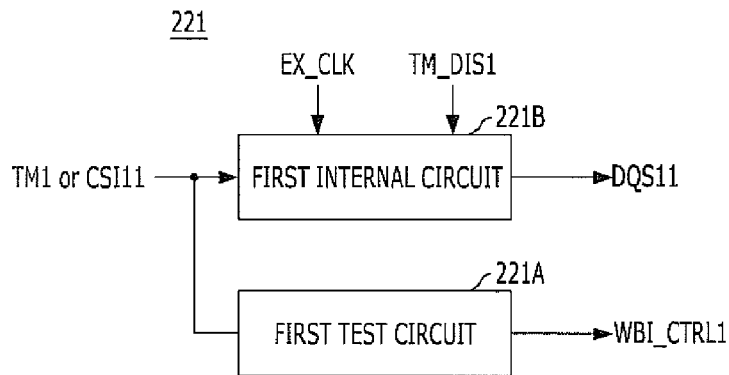 221
EX_CLK TM_DIS1
221B
TM1 or CSI11 FIRST INTERNAL CIRCUIT DQS11
221A
FIRST TEST CIRCUIT WBI_CTRL1